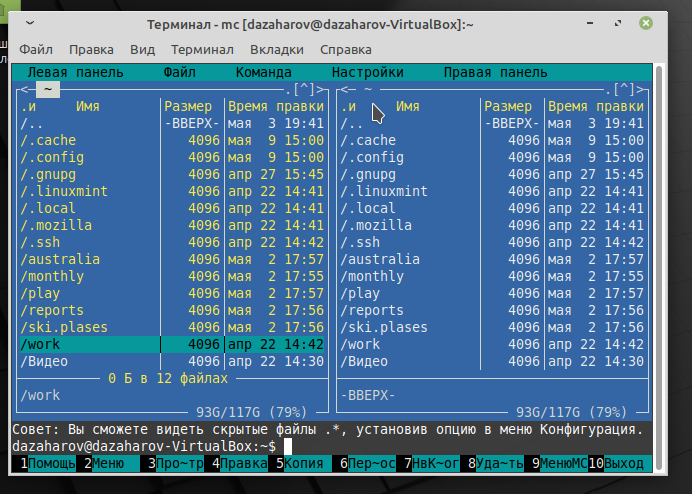 Терминал - mc [dazaharov@dazaharov-VirtualBox]:~
Файл Правка Вид Терминал Вкладки Справка
Левая панель Файл Команда Настройки Правая панель
<─ ~ ─.[^]> <─ ~ ─.[^]>
.и Имя Размер Время правки .и Имя Размер Время правки
/.. -ВВЕРХ- мая 3 19:41 /.. -ВВЕРХ- мая 3 19:41
/.cache 4096 мая 9 15:00 /.cache 4096 мая 9 15:00
/.config 4096 мая 9 15:00 /.config 4096 мая 9 15:00
/.gnupg 4096 апр 27 15:45 /.gnupg 4096 апр 27 15:45
/.linuxmint 4096 апр 22 14:41 /.linuxmint 4096 апр 22 14:41
/.local 4096 апр 22 14:41 /.local 4096 апр 22 14:41
/.mozilla 4096 апр 22 14:41 /.mozilla 4096 апр 22 14:41
/.ssh 4096 апр 22 14:42 /.ssh 4096 апр 22 14:42
/australia 4096 мая 2 17:57 /australia 4096 мая 2 17:57
/monthly 4096 мая 2 17:55 /monthly 4096 мая 2 17:55
/play 4096 мая 2 17:57 /play 4096 мая 2 17:57
/reports 4096 мая 2 17:56 /reports 4096 мая 2 17:56
/ski.plases 4096 мая 2 17:56 /ski.plases 4096 мая 2 17:56
/work 4096 апр 22 14:42 /work 4096 апр 22 14:42
/Видео 4096 апр 22 14:30 /Видео 4096 апр 22 14:30
0 Б в 12 файлах
/work -ВВЕРХ-
93G/117G (79%) 93G/117G (79%)
Совет: Вы сможете видеть скрытые файлы .*, установив опцию в меню Конфигурация.
dazaharov@dazaharov-VirtualBox:~$
1Помощь 2Меню 3Про~тр 4Правка 5Копия 6Пер~ос 7НвК~ог 8Уда~ть 9МенюMC 10Выход